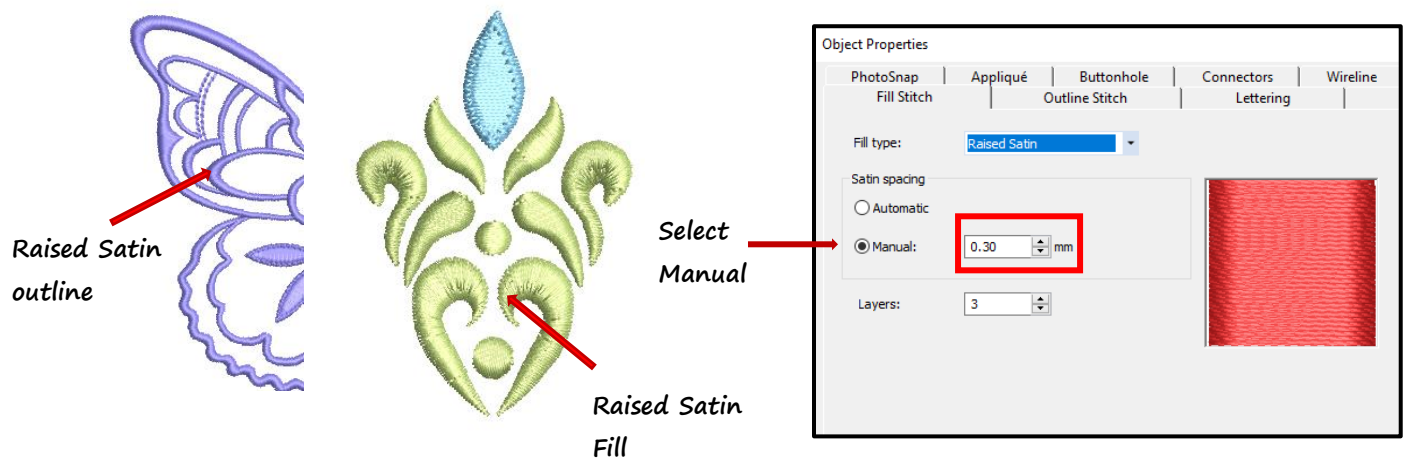 Raised Satin
outline
Raised Satin
Fill
Select
Manual
Object Properties
PhotoSnap Appliqué Buttonhole Connectors Wireline
Fill Stitch Outline Stitch Lettering
Fill type: Raised Satin
Satin spacing
Automatic
Manual: 0.30 mm
Layers: 3